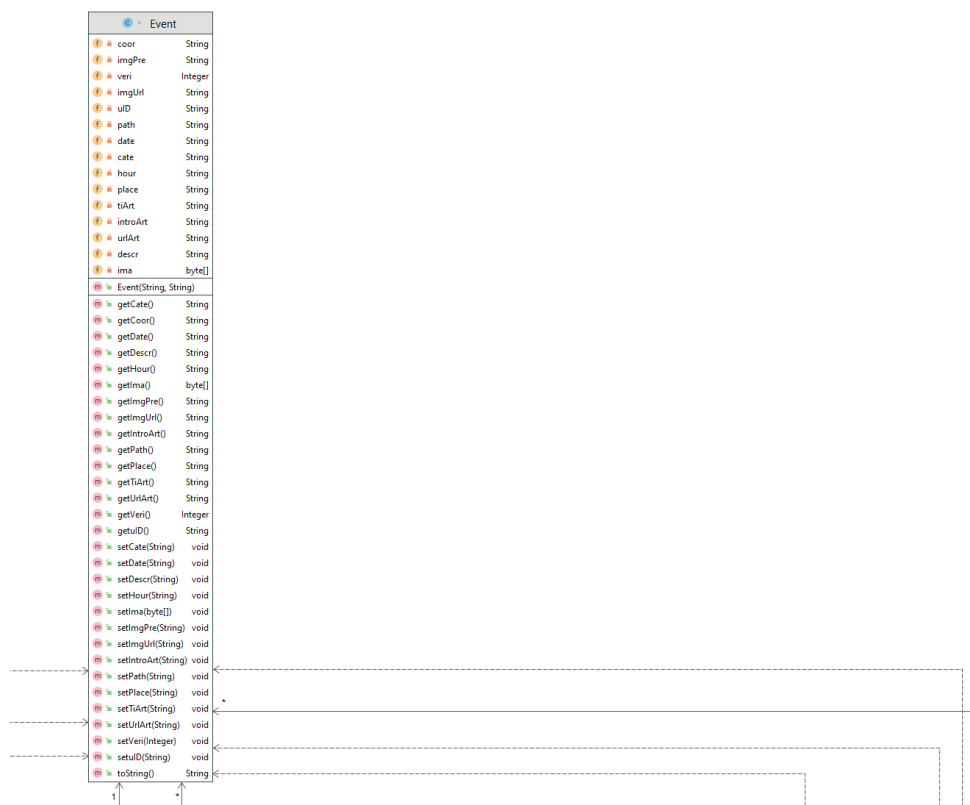 C Event
f coor String
f imgPre String
f veri Integer
f imgUrl String
f uID String
f path String
f date String
f cate String
f hour String
f place String
f tiArt String
f introArt String
f urlArt String
f descr String
f ima byte[]
m Event(String, String)
m getCate() String
m getCoor() String
m getDate() String
m getDescr() String
m getHour() String
m getIma() byte[]
m getImgPre() String
m getImgUrl() String
m getIntroArt() String
m getPath() String
m getPlace() String
m getTiArt() String
m getUrlArt() String
m getVeri() Integer
m getuID() String
m setCate(String) void
m setDate(String) void
m setDescr(String) void
m setHour(String) void
m setIma(byte[]) void
m setImgPre(String) void
m setImgUrl(String) void
m setIntroArt(String) void
m setPath(String) void
m setPlace(String) void
m setTiArt(String) void
*
m setUrlArt(String) void
m setVeri(Integer) void
m setuID(String) void
m toString() String
1 *